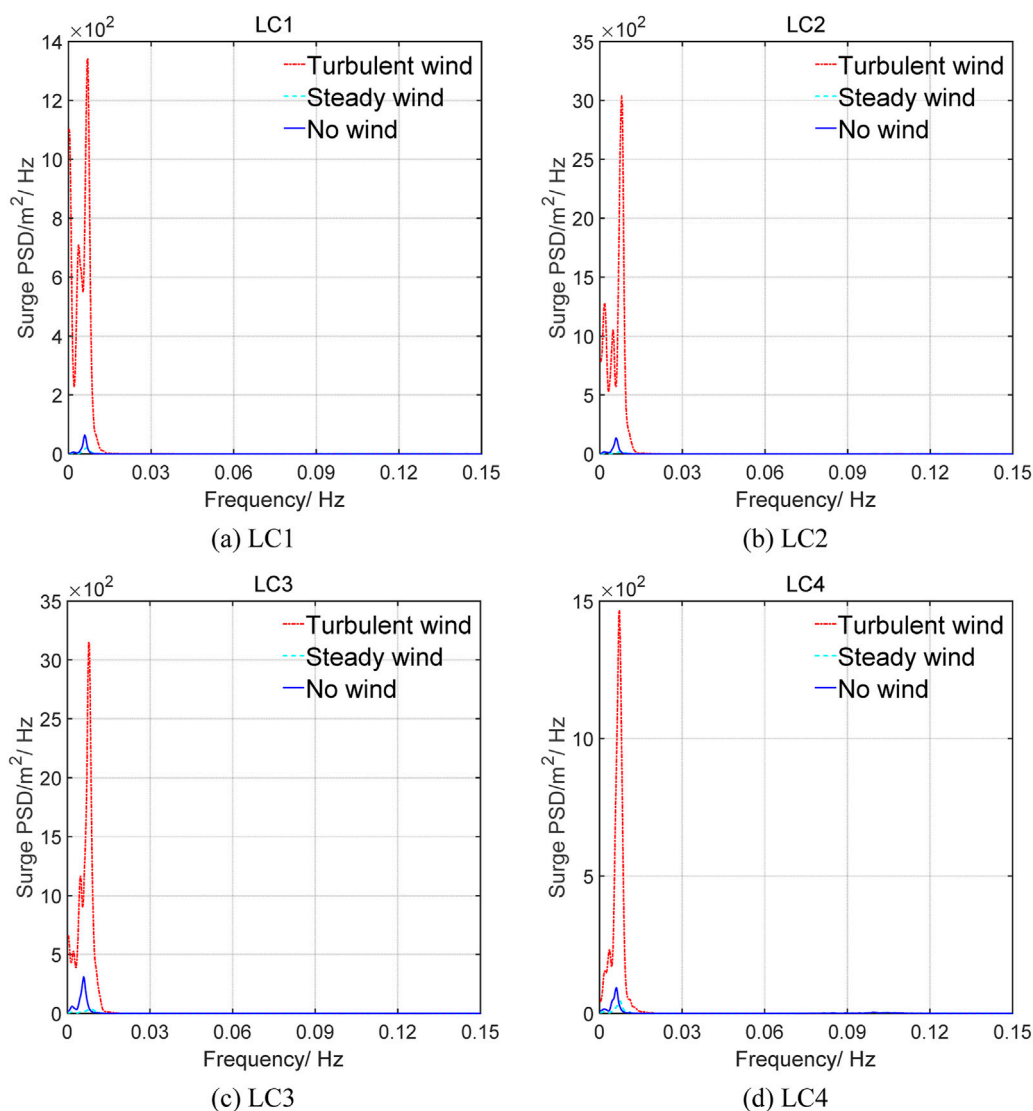 LC1
×10²
14
12
10
8
6
4
2
0
Surge PSD/m²/ Hz
Turbulent wind
Steady wind
No wind
0 0.03 0.06 0.09 0.12 0.15
Frequency/ Hz
(a) LC1
LC2
×10²
35
30
25
20
15
10
5
0
Surge PSD/m²/ Hz
Turbulent wind
Steady wind
No wind
0 0.03 0.06 0.09 0.12 0.15
Frequency/ Hz
(b) LC2
LC3
×10²
35
30
25
20
15
10
5
0
Surge PSD/m²/ Hz
Turbulent wind
Steady wind
No wind
0 0.03 0.06 0.09 0.12 0.15
Frequency/ Hz
(c) LC3
LC4
×10²
15
10
5
0
Surge PSD/m²/ Hz
Turbulent wind
Steady wind
No wind
0 0.03 0.06 0.09 0.12 0.15
Frequency/ Hz
(d) LC4